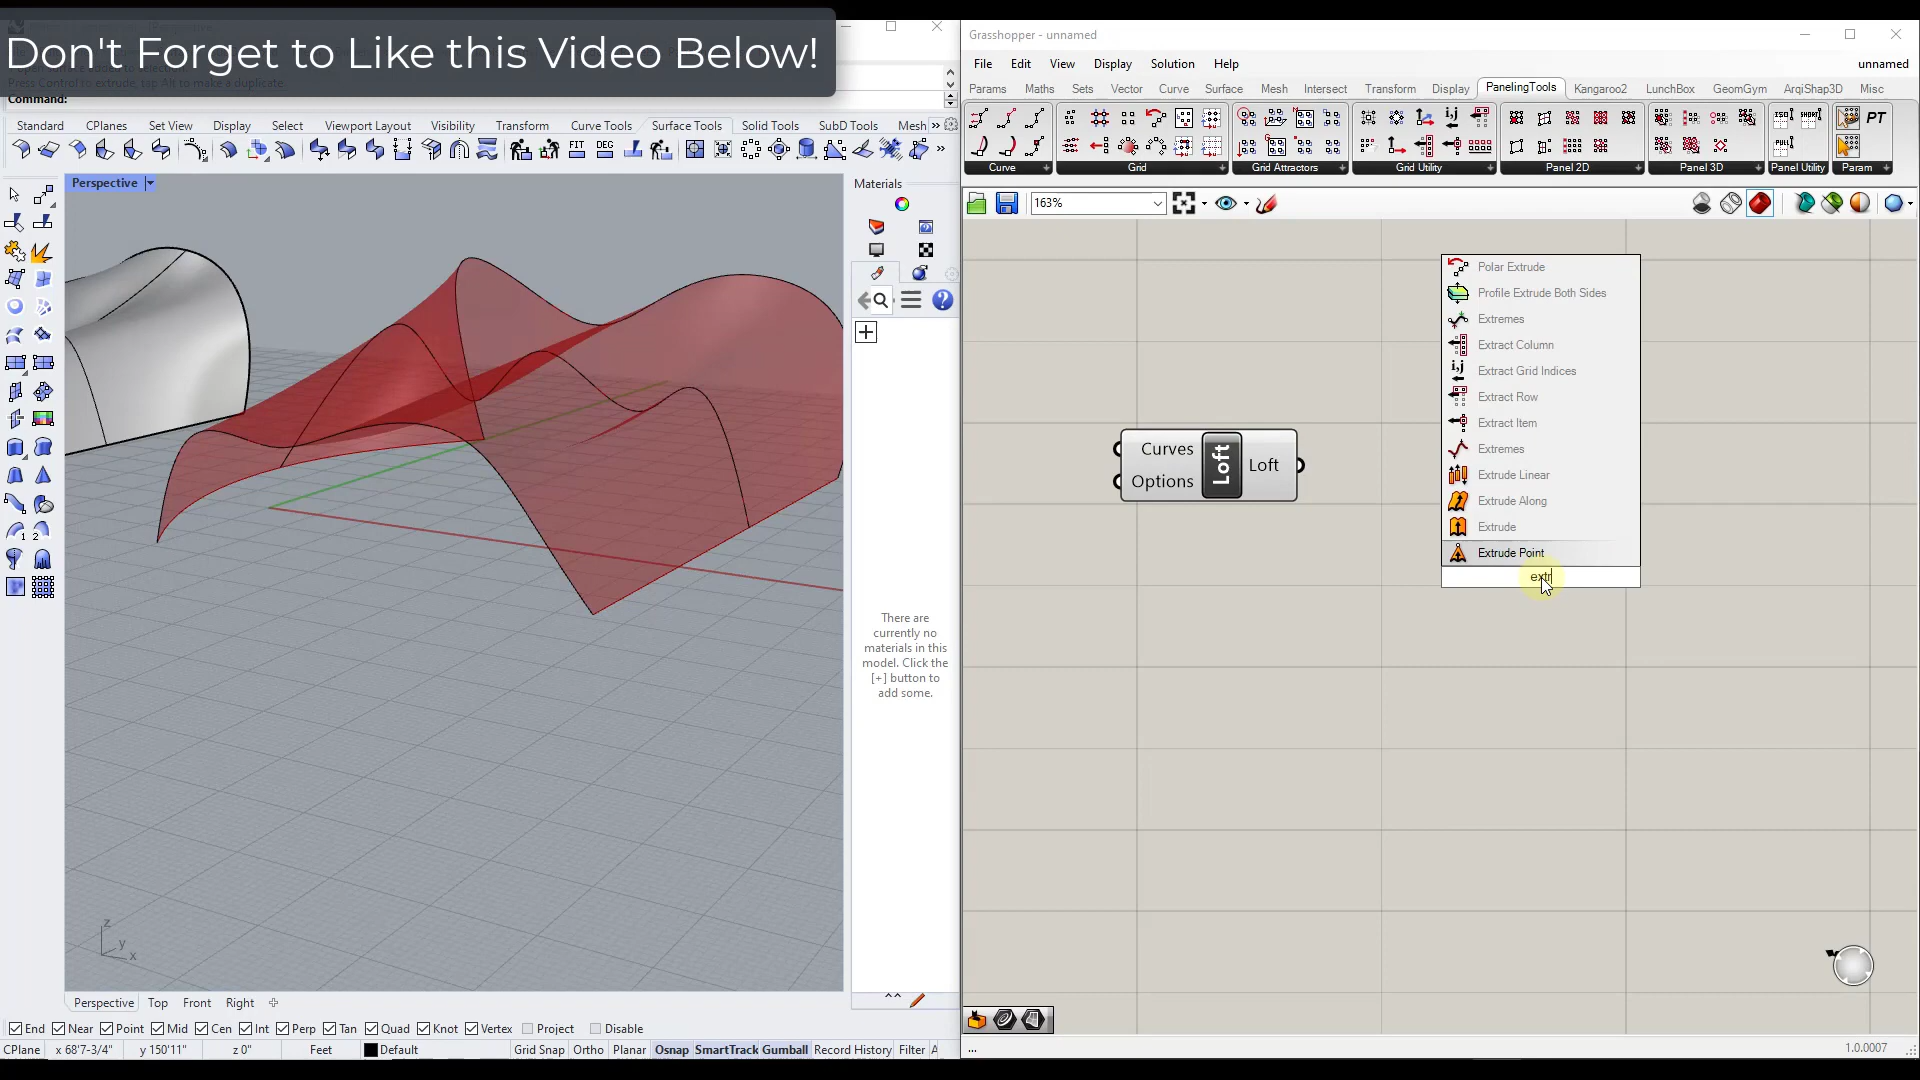 Don't Forget to Like this Video Below!
Command:
Standard CPlanes Set View Display Select Viewport Layout Visibility Transform Curve Tools Surface Tools Solid Tools SubD Tools Mesh
FIT DEG
Perspective
Materials
There are
currently no
materials in this
model. Click the
[+] button to
add some.
z
y
x
Perspective Top Front Right
End Near Point Mid Cen Int Perp Tan Quad Knot Vertex Project Disable
CPlane x 68'7-3/4" y 150'11" z 0" Feet Default Grid Snap Ortho Planar Osnap SmartTrack Gumball Record History Filter A
Grasshopper - unnamed
File Edit View Display Solution Help unnamed
Params Maths Sets Vector Curve Surface Mesh Intersect Transform Display PanelingTools Kangaroo2 LunchBox GeomGym ArqiShap3D Misc
PT
Curve Grid Grid Attractors Grid Utility Panel 2D Panel 3D Panel Utility Param
163%
Polar Extrude
Profile Extrude Both Sides
Extremes
Extract Column
Extract Grid Indices
Extract Row
Extract Item
Extremes
Extrude Linear
Extrude Along
Extrude
Extrude Point
extr
Curves
Options
Loft
Loft
...
1.0.0007